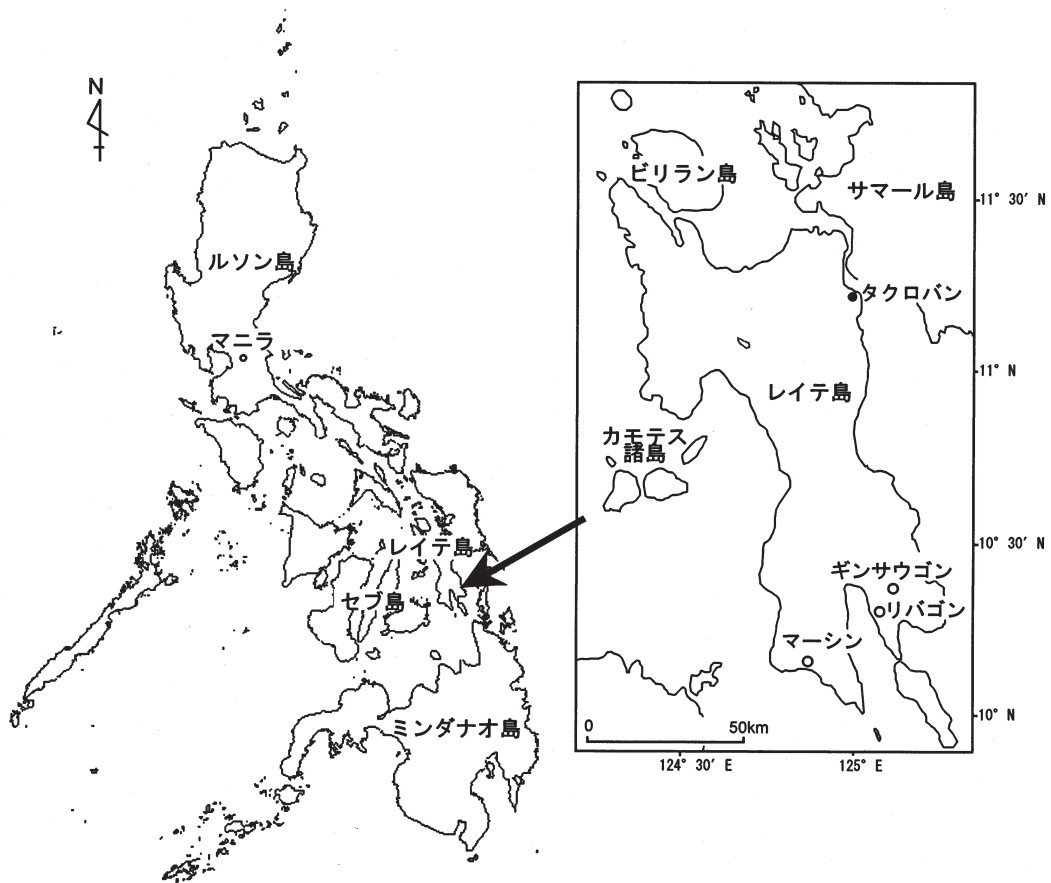 N
ルソン島
マニラ
レイテ島
セブ島
ミンダナオ島
ビリラン島
サマール島
タクロバン
レイテ島
カモテス
諸島
ギンサウゴン
リバゴン
マーシン
0
50km
11° 30′ N
11° N
10° 30′ N
10° N
124° 30′ E
125° E